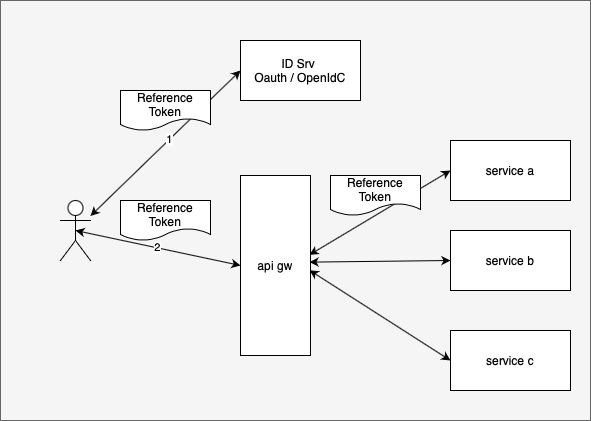 ID Srv
Oauth / OpenIdC
Reference
Token
1
Reference
Token
2
api gw
Reference
Token
service a
service b
service c